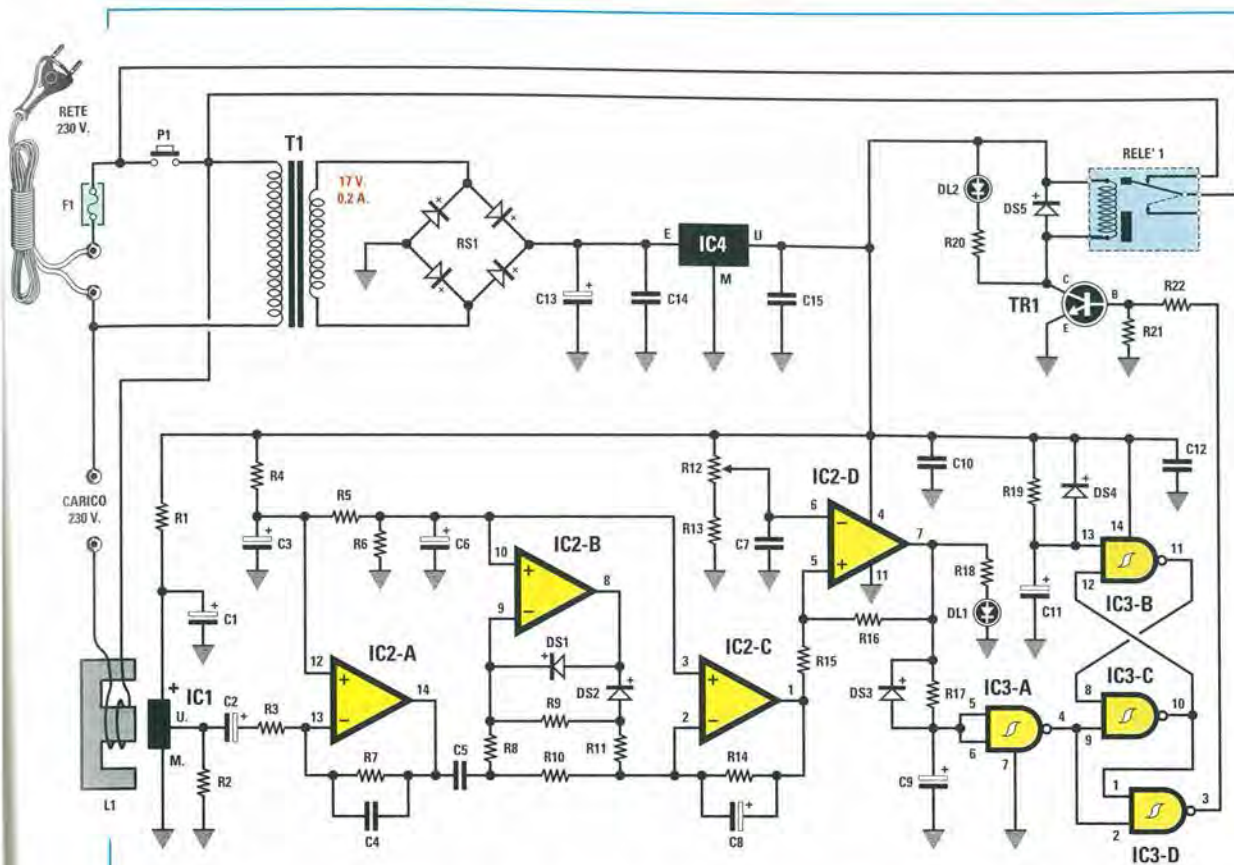 RETE
230 V.
F1
P1
T1
17 V.
0.2 A.
RS1
C13
+
C14
E
IC4
U
M
C15
DL2
R20
DS5
RELE' 1
C
B
E
TR1
R22
R21
CARICO
230 V.
L1
R1
C1
+
+
IC1
U.
M.
C2
+
R2
R3
R4
C3
+
R5
R6
C6
+
12
+
13
-
IC2-A
14
R7
C4
C5
10
+
9
-
IC2-B
8
DS1
+
DS2
R9
R8
R10
R11
3
+
2
-
IC2-C
1
R14
C8
+
R12
R13
C7
IC2-D
6
-
5
+
4
11
7
R16
R15
R18
DL1
C10
DS3
R17
C9
+
IC3-A
5
6
4
7
R19
DS4
C11
+
C12
14
13
12
11
IC3-B
IC3-C
8
9
10
1
2
3
IC3-D